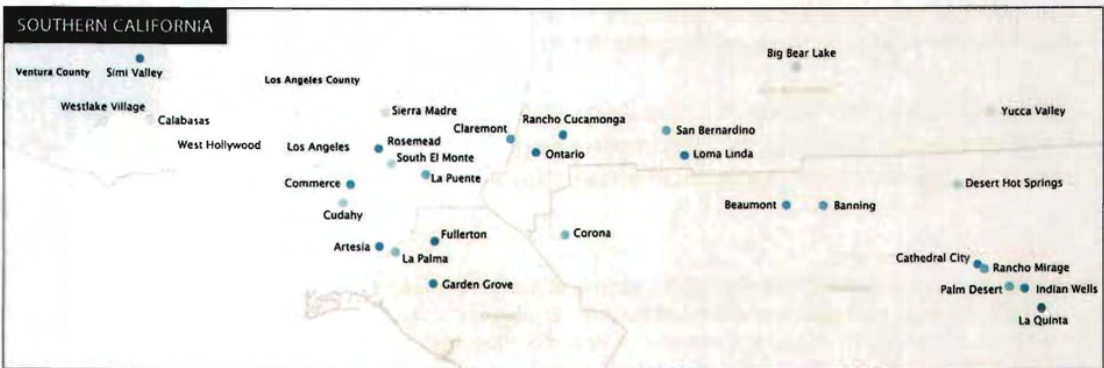 SOUTHERN CALIFORNIA
Big Bear Lake
Ventura County Simi Valley
Los Angeles County
Westlake Village
Calabasas
Sierra Madre
Yucca Valley
Rancho Cucamonga
Claremont
San Bernardino
West Hollywood
Los Angeles
Rosemead
Ontario
Loma Linda
South El Monte
La Puente
Commerce
Desert Hot Springs
Cudahy
Beaumont
Banning
Fullerton
Corona
Artesia
La Palma
Cathedral City
Rancho Mirage
Garden Grove
Palm Desert
Indian Wells
La Quinta